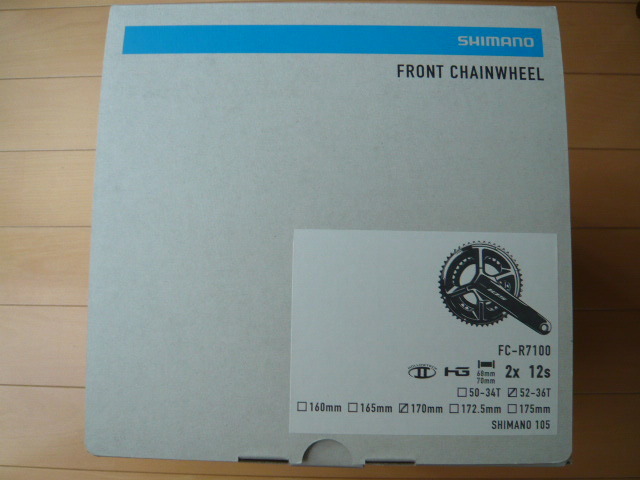 SHIMANO
FRONT CHAINWHEEL
FC-R7100
HG 68mm 70mm 2x 12s
☐50-34T ☑52-36T
☐160mm ☐165mm ☑170mm ☐172.5mm ☐175mm
SHIMANO 105